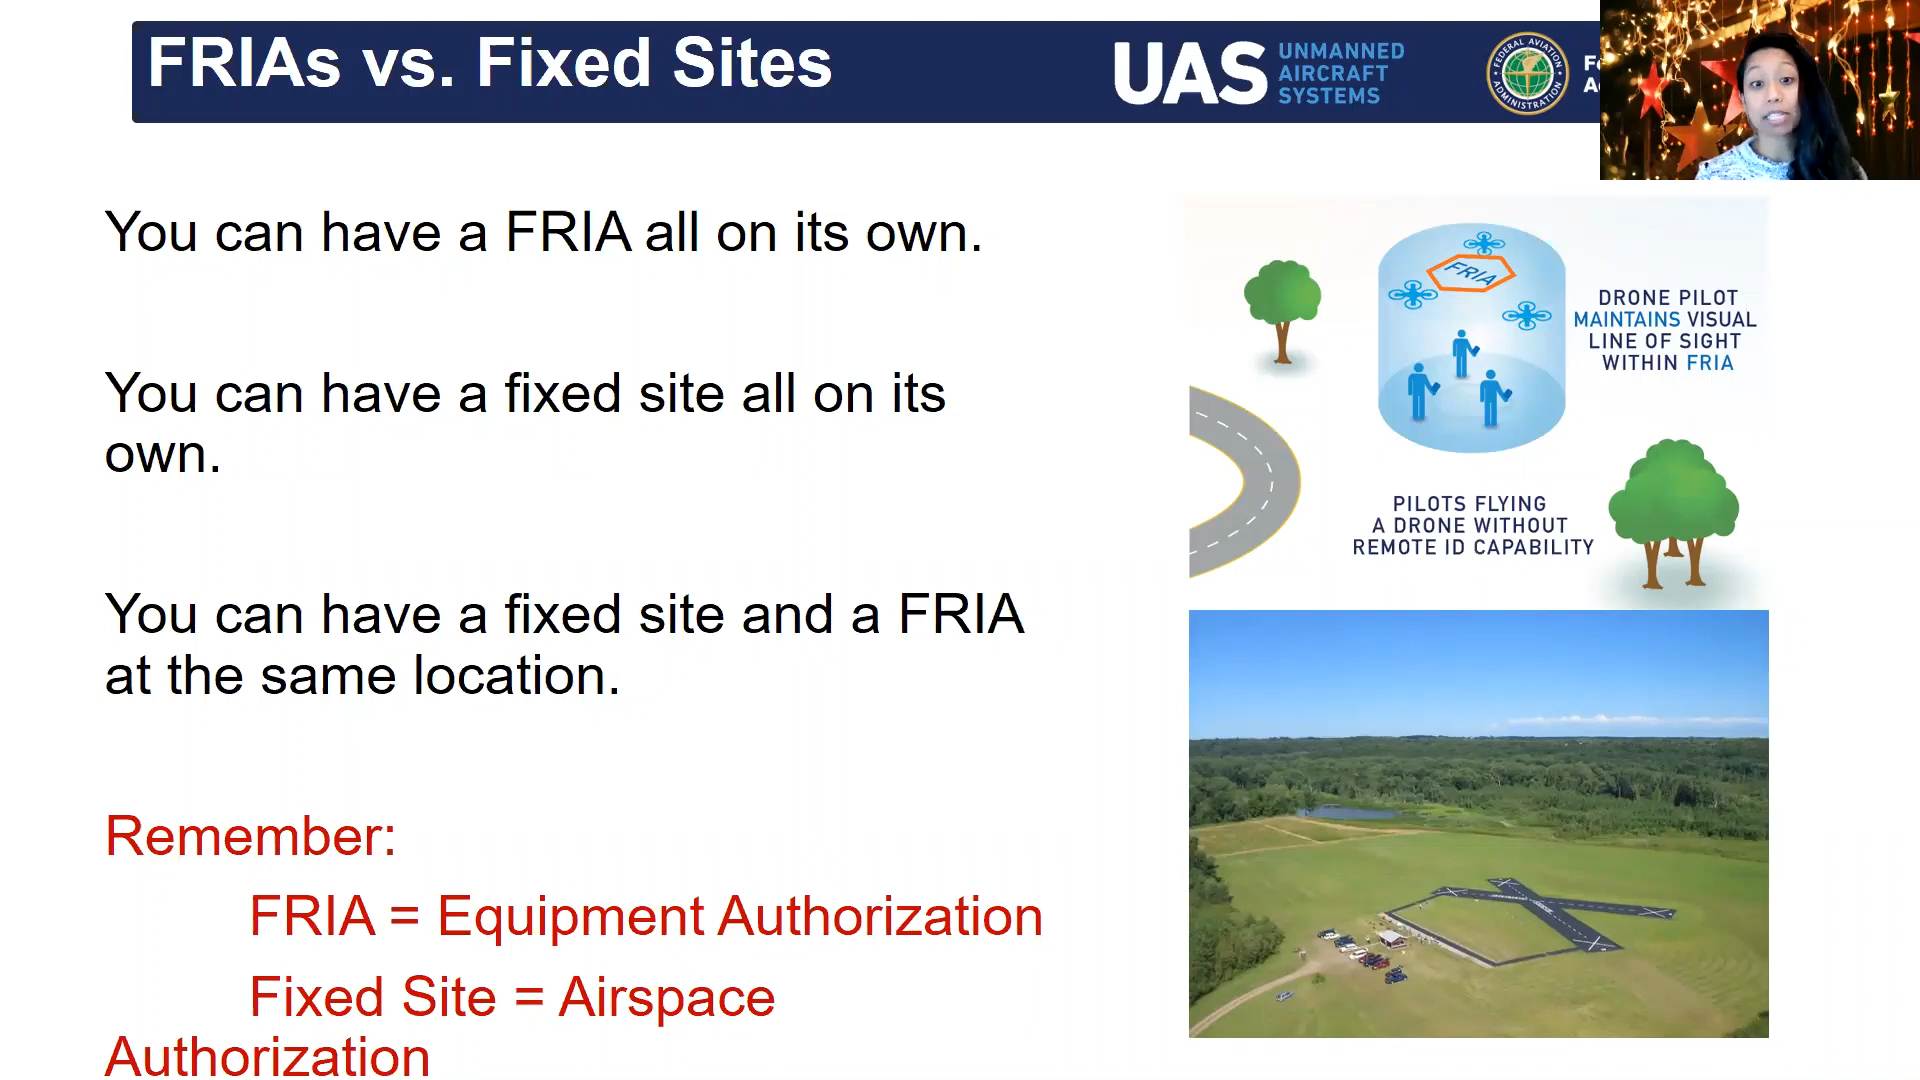 FRIAs vs. Fixed Sites
UAS
UNMANNED
AIRCRAFT
SYSTEMS
FEDERAL AVIATION
ADMINISTRATION
You can have a FRIA all on its own.
You can have a fixed site all on its
own.
You can have a fixed site and a FRIA
at the same location.
Remember:
FRIA = Equipment Authorization
Fixed Site = Airspace
Authorization
FRIA
DRONE PILOT
MAINTAINS VISUAL
LINE OF SIGHT
WITHIN FRIA
PILOTS FLYING
A DRONE WITHOUT
REMOTE ID CAPABILITY